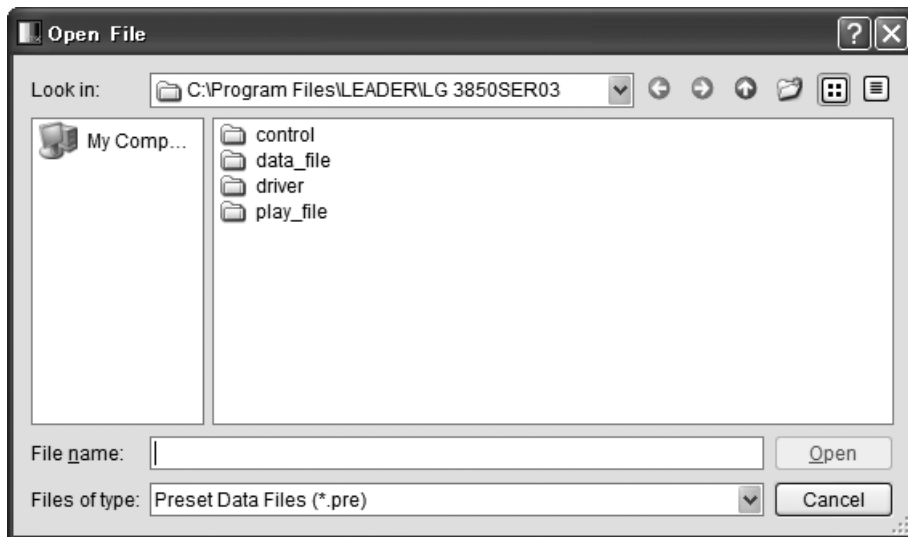 Open File
Look in: C:\Program Files\LEADER\LG 3850SER03
My Comp...
control
data_file
driver
play_file
File name:
Open
Files of type: Preset Data Files (*.pre)
Cancel